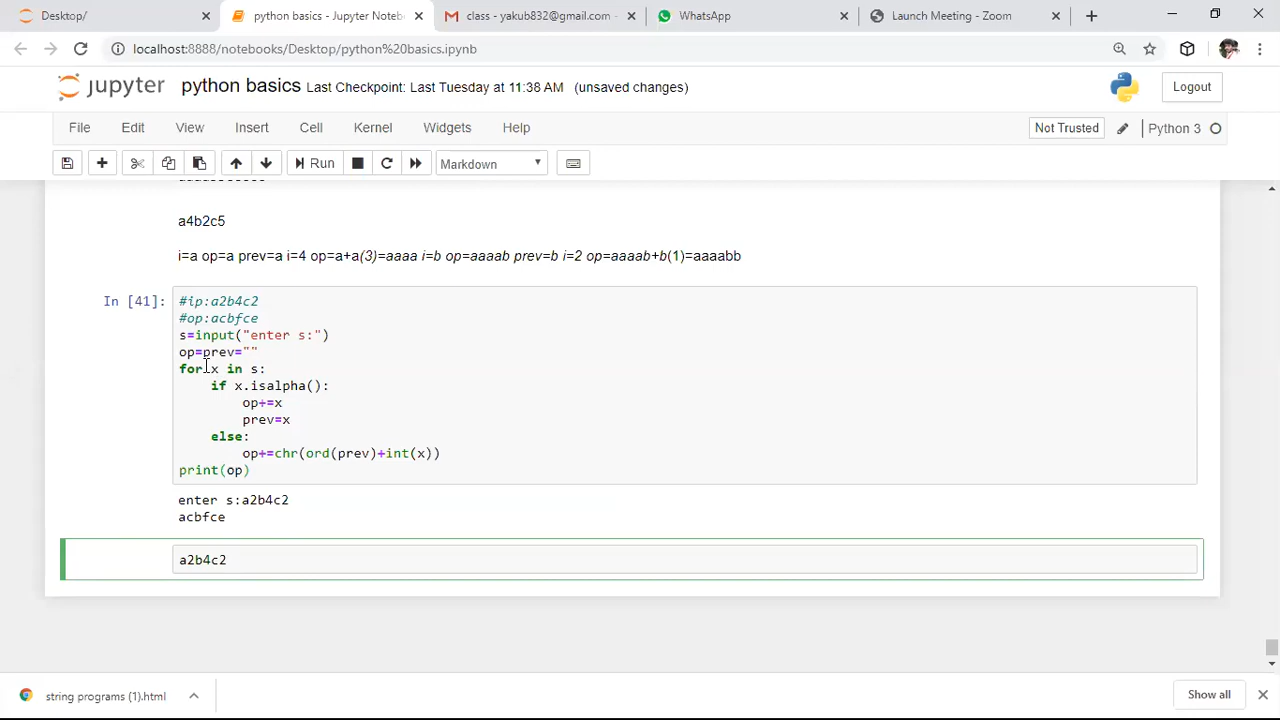 Desktop/
python basics - Jupyter Noteb
class - yakub832@gmail.com -
WhatsApp
Launch Meeting - Zoom
localhost:8888/notebooks/Desktop/python%20basics.ipynb
jupyter
python basics Last Checkpoint: Last Tuesday at 11:38 AM (unsaved changes)
Logout
File Edit View Insert Cell Kernel Widgets Help
Not Trusted
Python 3
Run
Markdown
a4b2c5
i=a op=a prev=a i=4 op=a+a(3)=aaaa i=b op=aaaab prev=b i=2 op=aaaab+b(1)=aaaabb
In [41]:
#ip:a2b4c2
#op:acbfce
s=input("enter s:")
op=prev=""
for x in s:
if x.isalpha():
op+=x
prev=x
else:
op+=chr(ord(prev)+int(x))
print(op)
enter s:a2b4c2
acbfce
a2b4c2
string programs (1).html
Show all